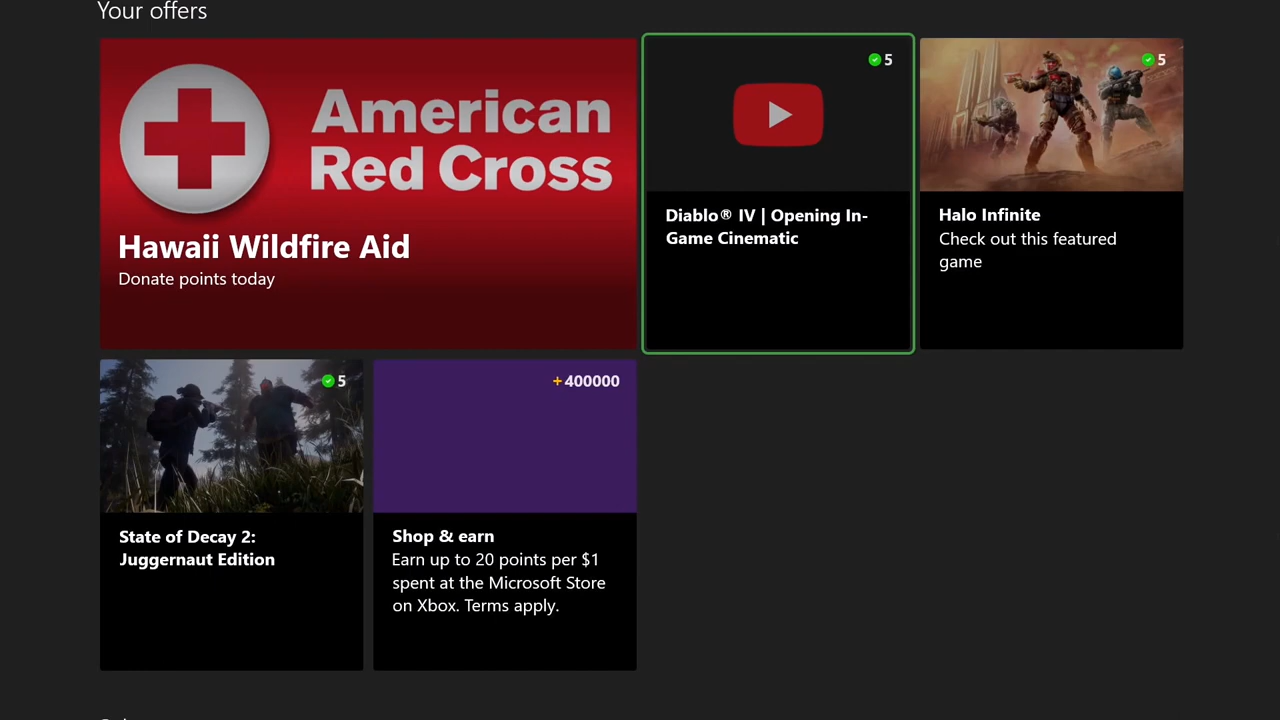 Your offers
American
Red Cross
Hawaii Wildfire Aid
Donate points today
5
Diablo® IV | Opening In-
Game Cinematic
5
Halo Infinite
Check out this featured
game
5
State of Decay 2:
Juggernaut Edition
+400000
Shop & earn
Earn up to 20 points per $1
spent at the Microsoft Store
on Xbox. Terms apply.